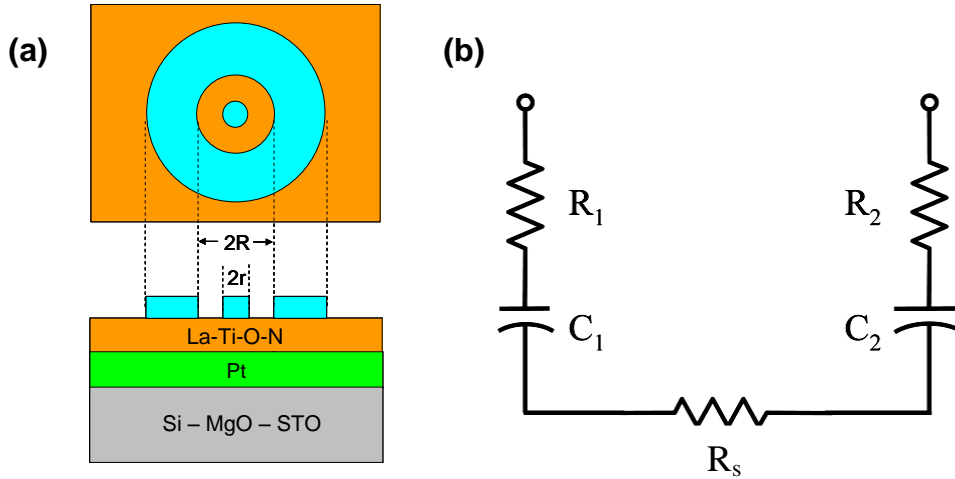 (a)
2R
2r
La-Ti-O-N
Pt
Si – MgO – STO
(b)
R1
R2
C1
C2
Rs